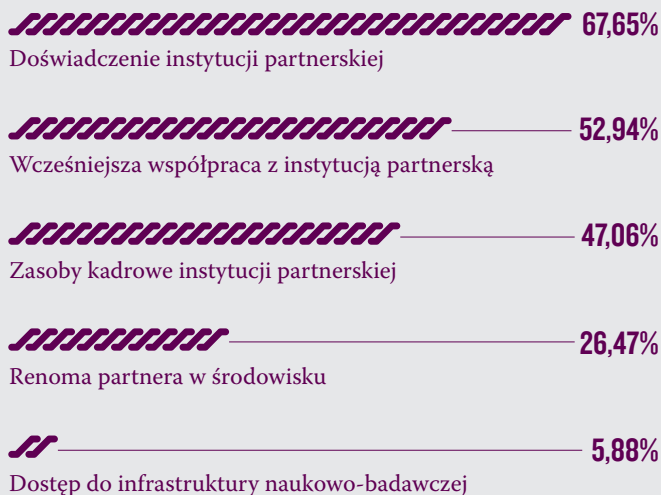 67,65%
Doświadczenie instytucji partnerskiej
52,94%
Wcześniejsza współpraca z instytucją partnerską
47,06%
Zasoby kadrowe instytucji partnerskiej
26,47%
Renoma partnera w środowisku
5,88%
Dostęp do infrastruktury naukowo-badawczej